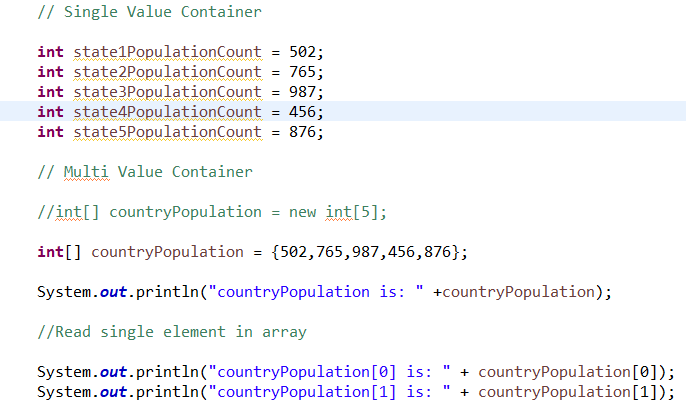 // Single Value Container
int state1PopulationCount = 502;
int state2PopulationCount = 765;
int state3PopulationCount = 987;
int state4PopulationCount = 456;
int state5PopulationCount = 876;
// Multi Value Container
//int[] countryPopulation = new int[5];
int[] countryPopulation = {502,765,987,456,876};
System.out.println("countryPopulation is: " +countryPopulation);
//Read single element in array
System.out.println("countryPopulation[0] is: " + countryPopulation[0]);
System.out.println("countryPopulation[1] is: " + countryPopulation[1]);